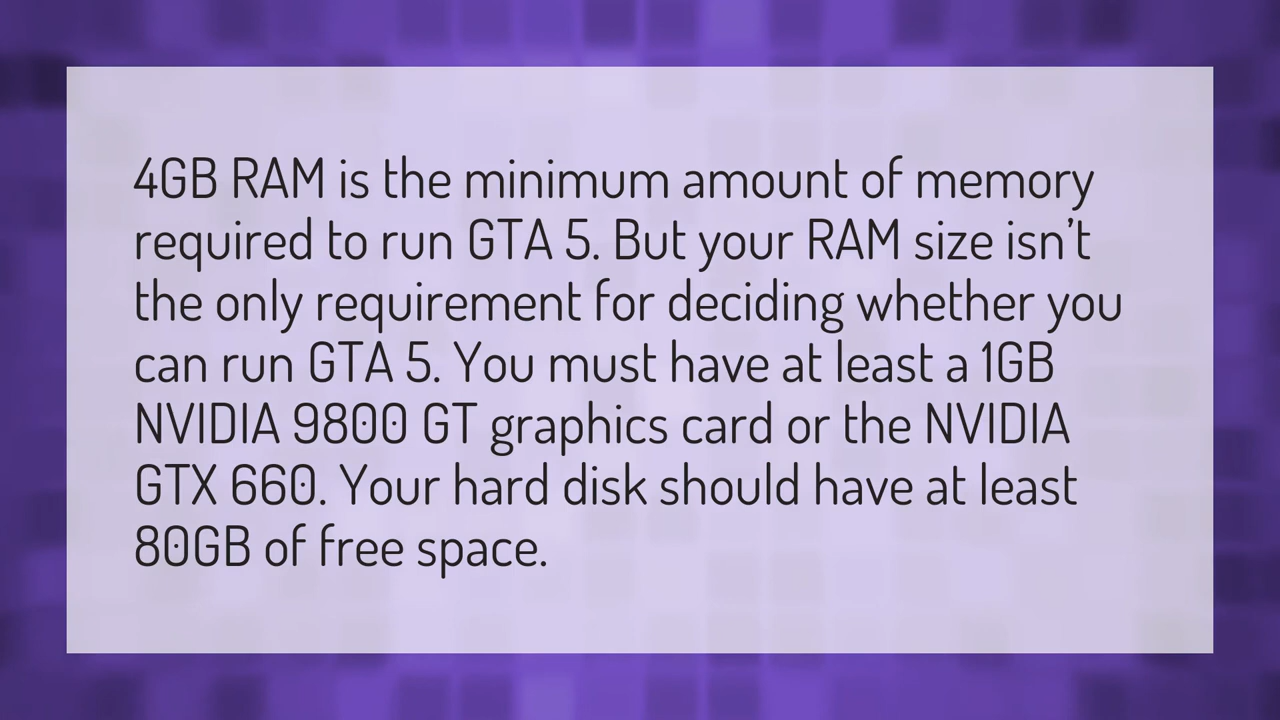 4GB RAM is the minimum amount of memory
required to run GTA 5. But your RAM size isn’t
the only requirement for deciding whether you
can run GTA 5. You must have at least a 1GB
NVIDIA 9800 GT graphics card or the NVIDIA
GTX 660. Your hard disk should have at least
80GB of free space.